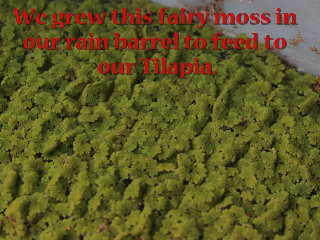 We grew this fairy moss in
our rain barrel to feed to
our Tilapia